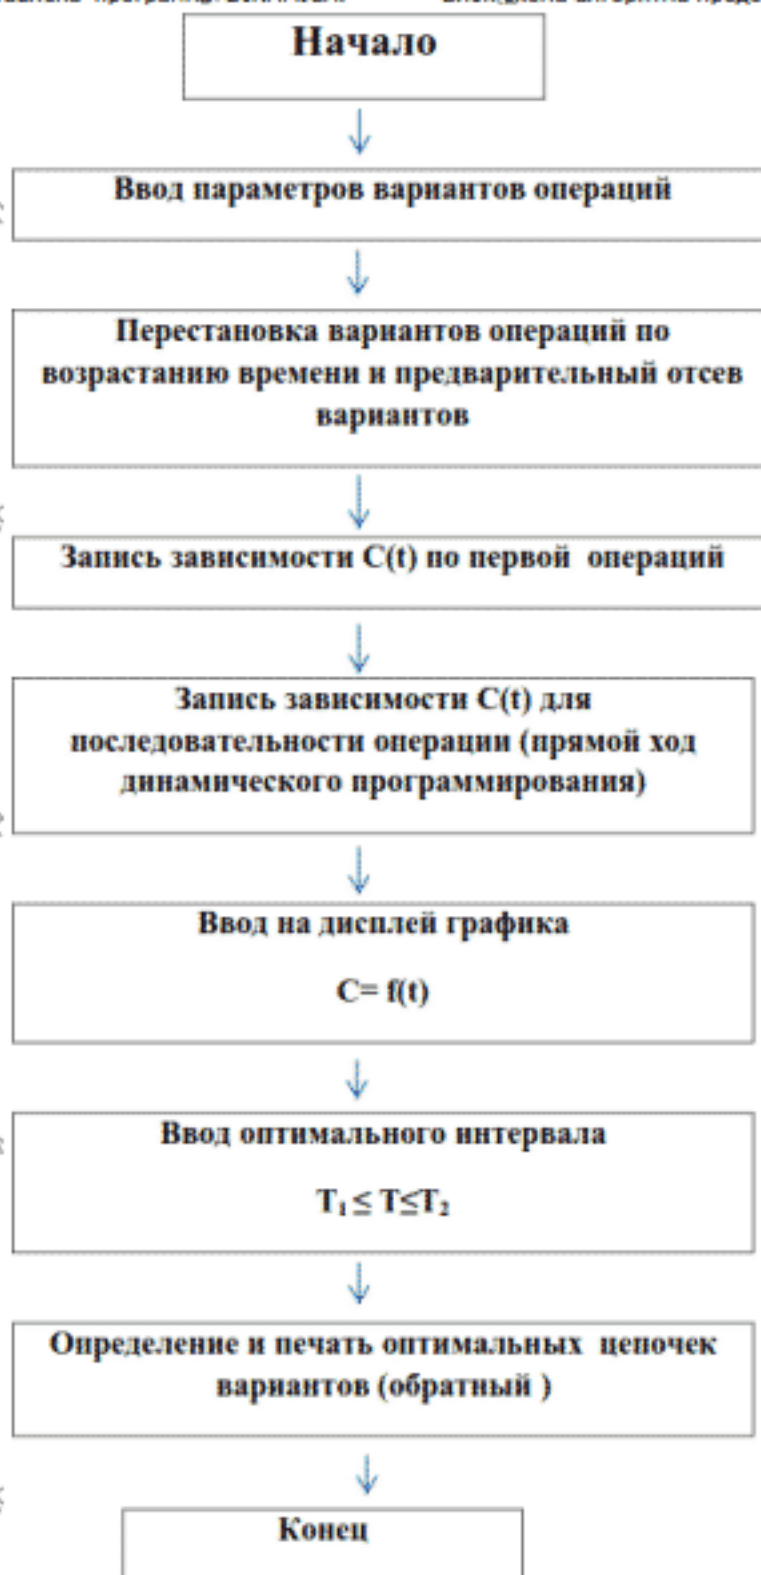 Начало
Ввод параметров вариантов операций
Перестановка вариантов операций по
возрастанию времени и предварительный отсев
вариантов
Запись зависимости C(t) по первой операций
Запись зависимости C(t) для
последовательности операции (прямой ход
динамического программирования)
Ввод на дисплей графика
C= f(t)
Ввод оптимального интервала
T₁ ≤ T≤T₂
Определение и печать оптимальных цепочек
вариантов (обратный )
Конец